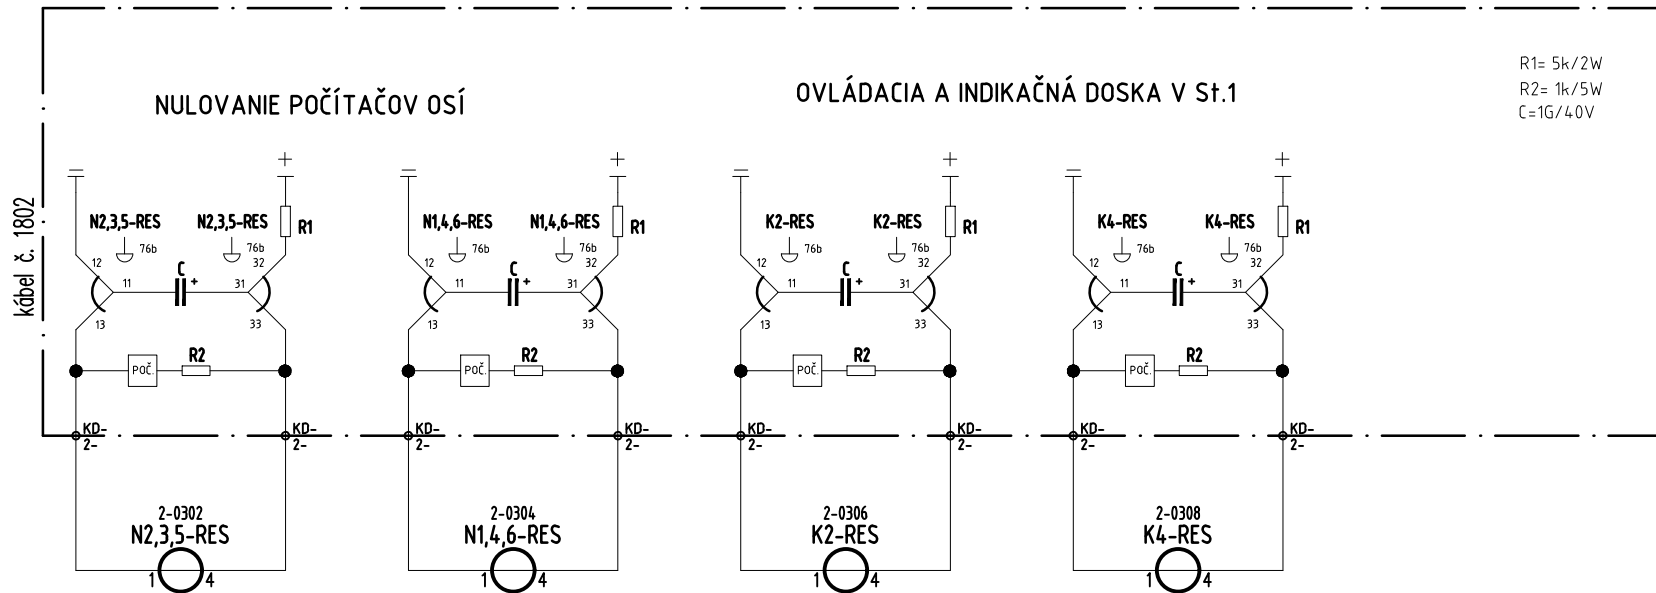 R1= 5k/2W
R2= 1k/5W
C=1G/40V
NULOVANIE POČÍTAČOV OSÍ
OVLÁDACIA A INDIKAČNÁ DOSKA V St.1
kábel č. 1802
N2,3,5-RES N2,3,5-RES R1
76b 76b
12 C 32
11 + 31
13 33
POČ. R2
KD- KD-
2- 2-
2-0302
N2,3,5-RES
1 4
N1,4,6-RES N1,4,6-RES R1
76b 76b
12 C 32
11 + 31
13 33
POČ. R2
KD- KD-
2- 2-
2-0304
N1,4,6-RES
1 4
K2-RES K2-RES R1
76b 76b
12 C 32
11 + 31
13 33
POČ. R2
KD- KD-
2- 2-
2-0306
K2-RES
1 4
K4-RES K4-RES R1
76b 76b
12 C 32
11 + 31
13 33
POČ. R2
KD- KD-
2- 2-
2-0308
K4-RES
1 4